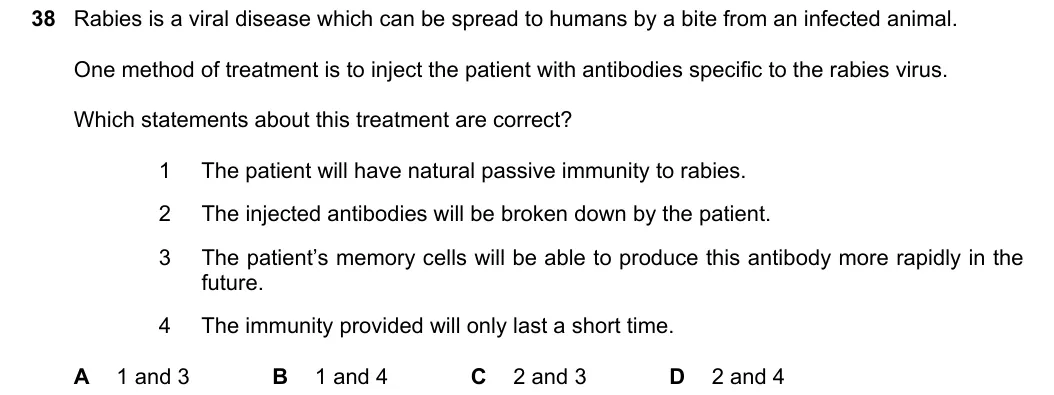 38 Rabies is a viral disease which can be spread to humans by a bite from an infected animal.
One method of treatment is to inject the patient with antibodies specific to the rabies virus.
Which statements about this treatment are correct?
1 The patient will have natural passive immunity to rabies.
2 The injected antibodies will be broken down by the patient.
3 The patient’s memory cells will be able to produce this antibody more rapidly in the
future.
4 The immunity provided will only last a short time.
A 1 and 3 B 1 and 4 C 2 and 3 D 2 and 4